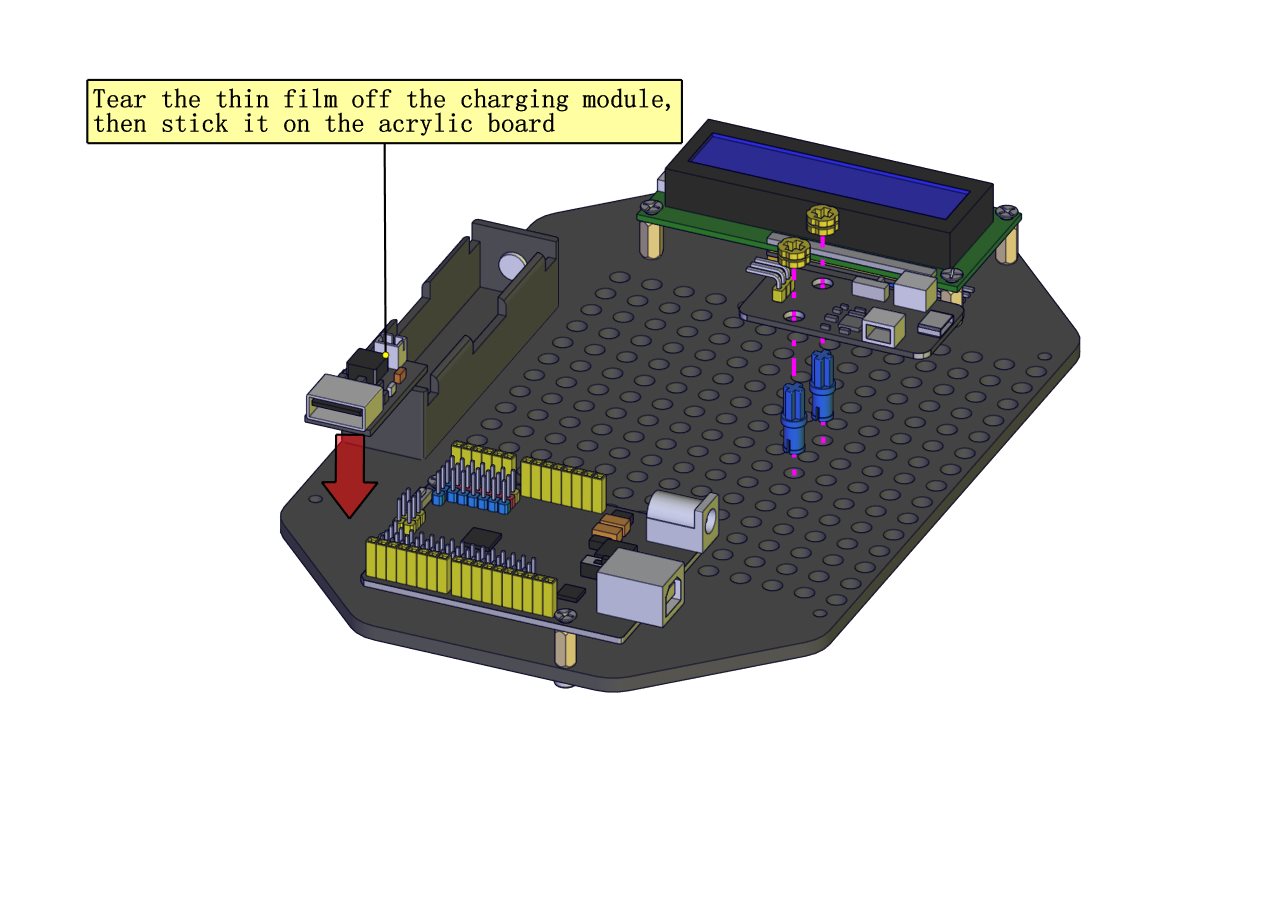 Tear the thin film off the charging module,
then stick it on the acrylic board